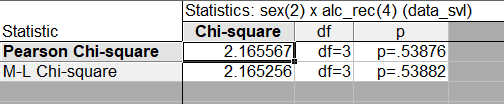 Statistics: sex(2) x alc_rec(4) (data_svl)
Statistic Chi-square df p
Pearson Chi-square 2.165567 df=3 p=.53876
M-L Chi-square 2.165256 df=3 p=.53882